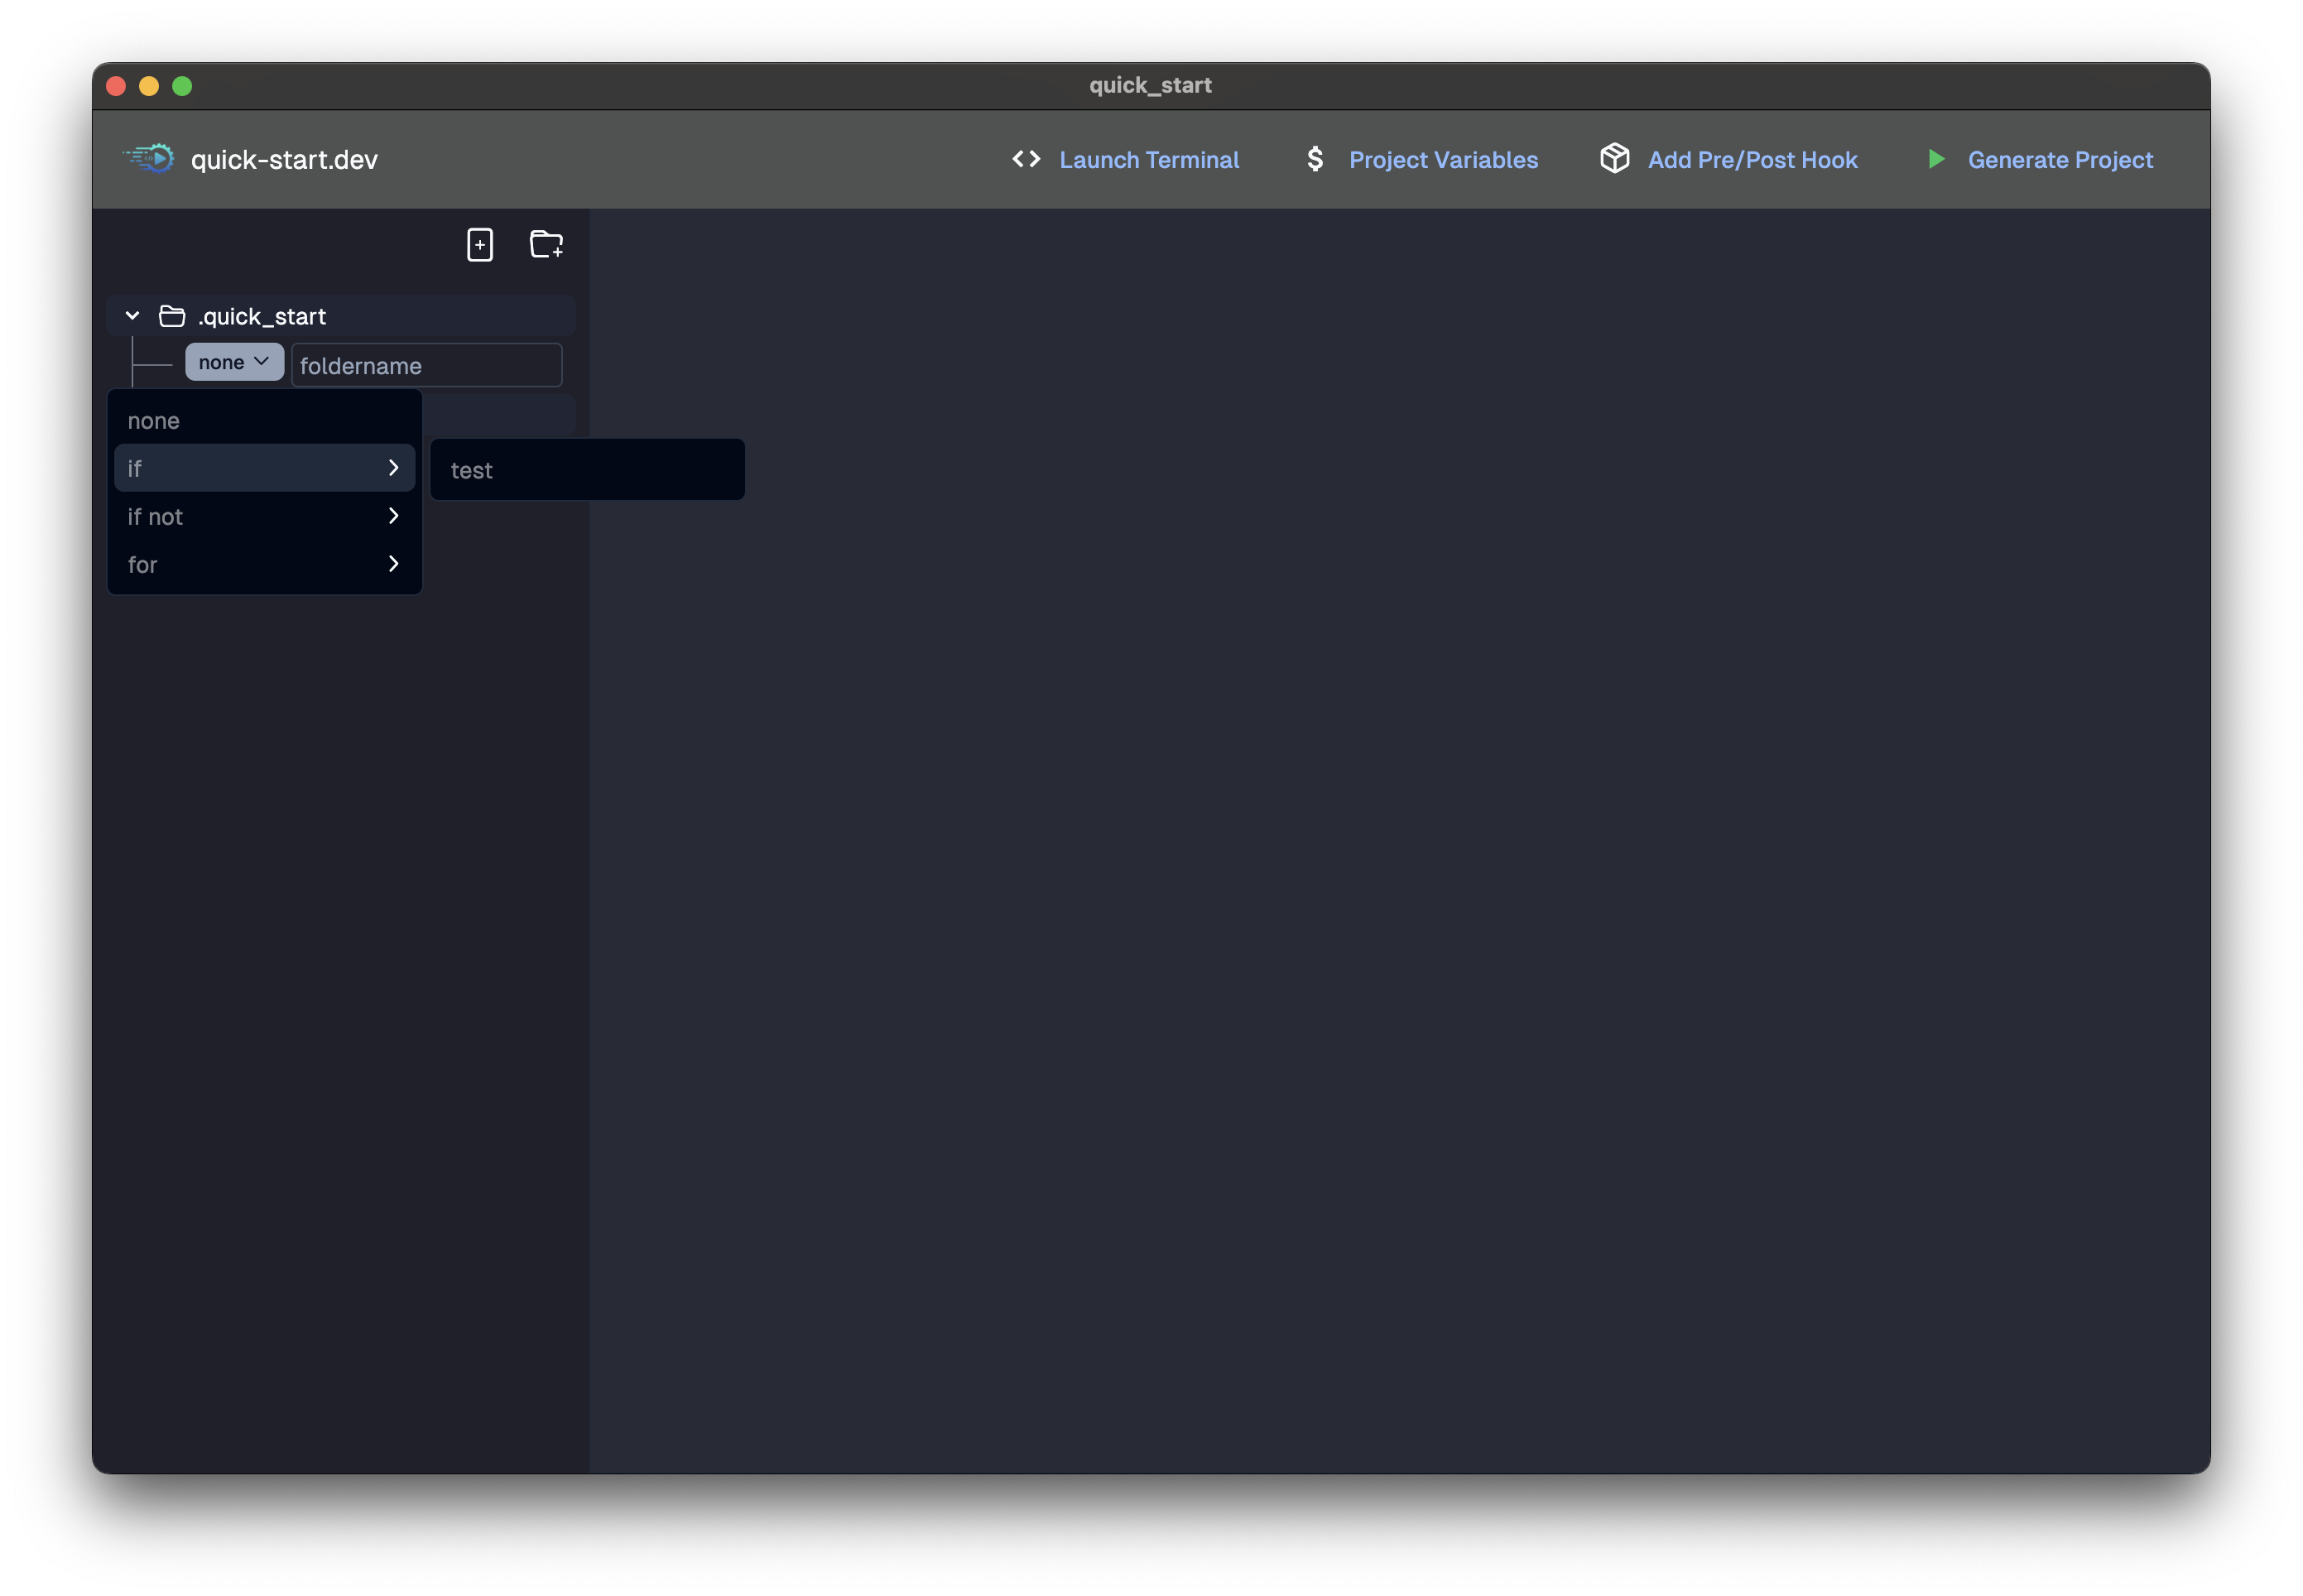 quick_start
quick-start.dev
Launch Terminal
$ Project Variables
Add Pre/Post Hook
Generate Project
.quick_start
none
foldername
none
if
test
if not
for